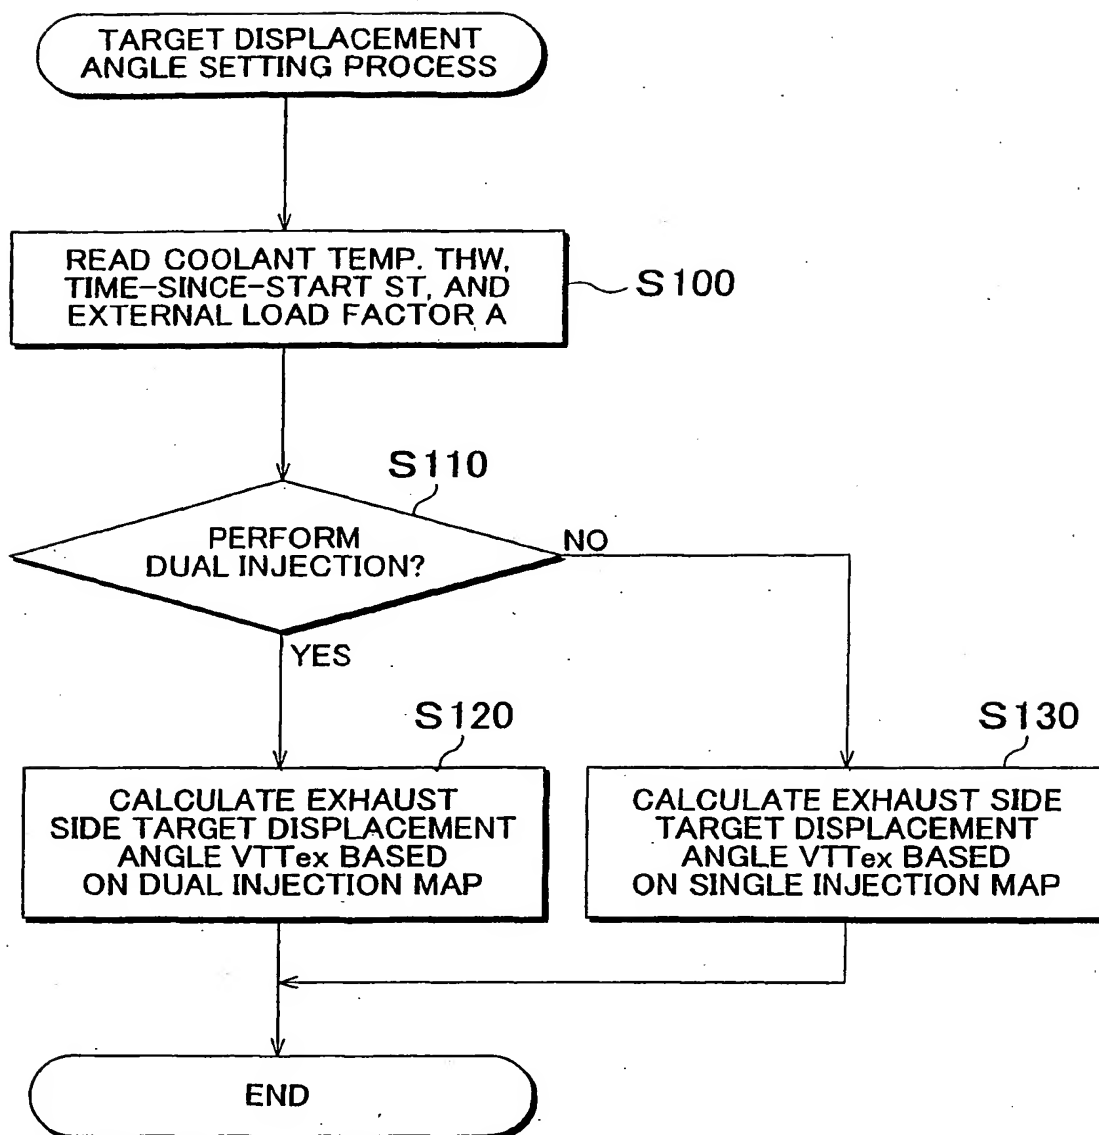 TARGET DISPLACEMENT
ANGLE SETTING PROCESS
READ COOLANT TEMP. THW,
TIME-SINCE-START ST, AND
EXTERNAL LOAD FACTOR A
S100
S110
PERFORM
DUAL INJECTION?
NO
YES
S120
CALCULATE EXHAUST
SIDE TARGET DISPLACEMENT
ANGLE VTTex BASED
ON DUAL INJECTION MAP
S130
CALCULATE EXHAUST SIDE
TARGET DISPLACEMENT
ANGLE VTTex BASED
ON SINGLE INJECTION MAP
END